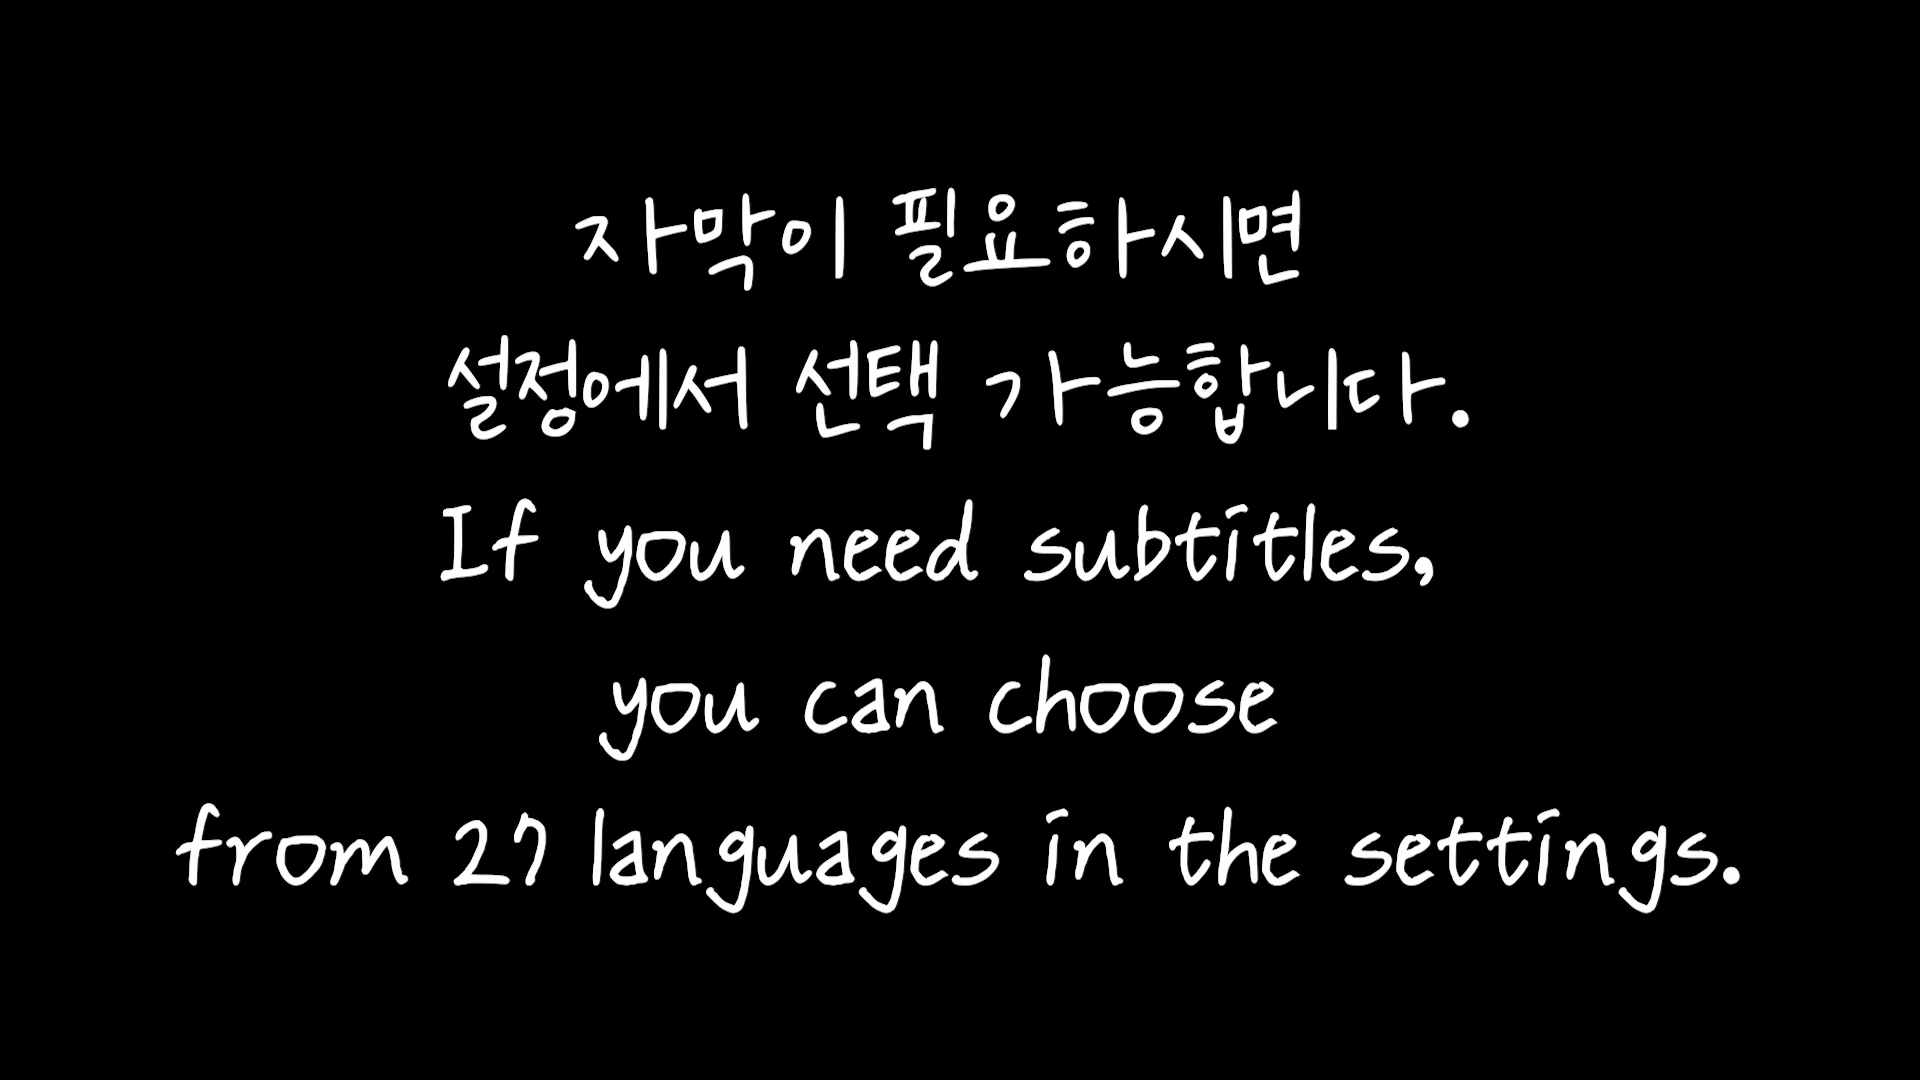 자막이 필요하시면
설정에서 선택 가능합니다.
If you need subtitles,
you can choose
from 27 languages in the settings.